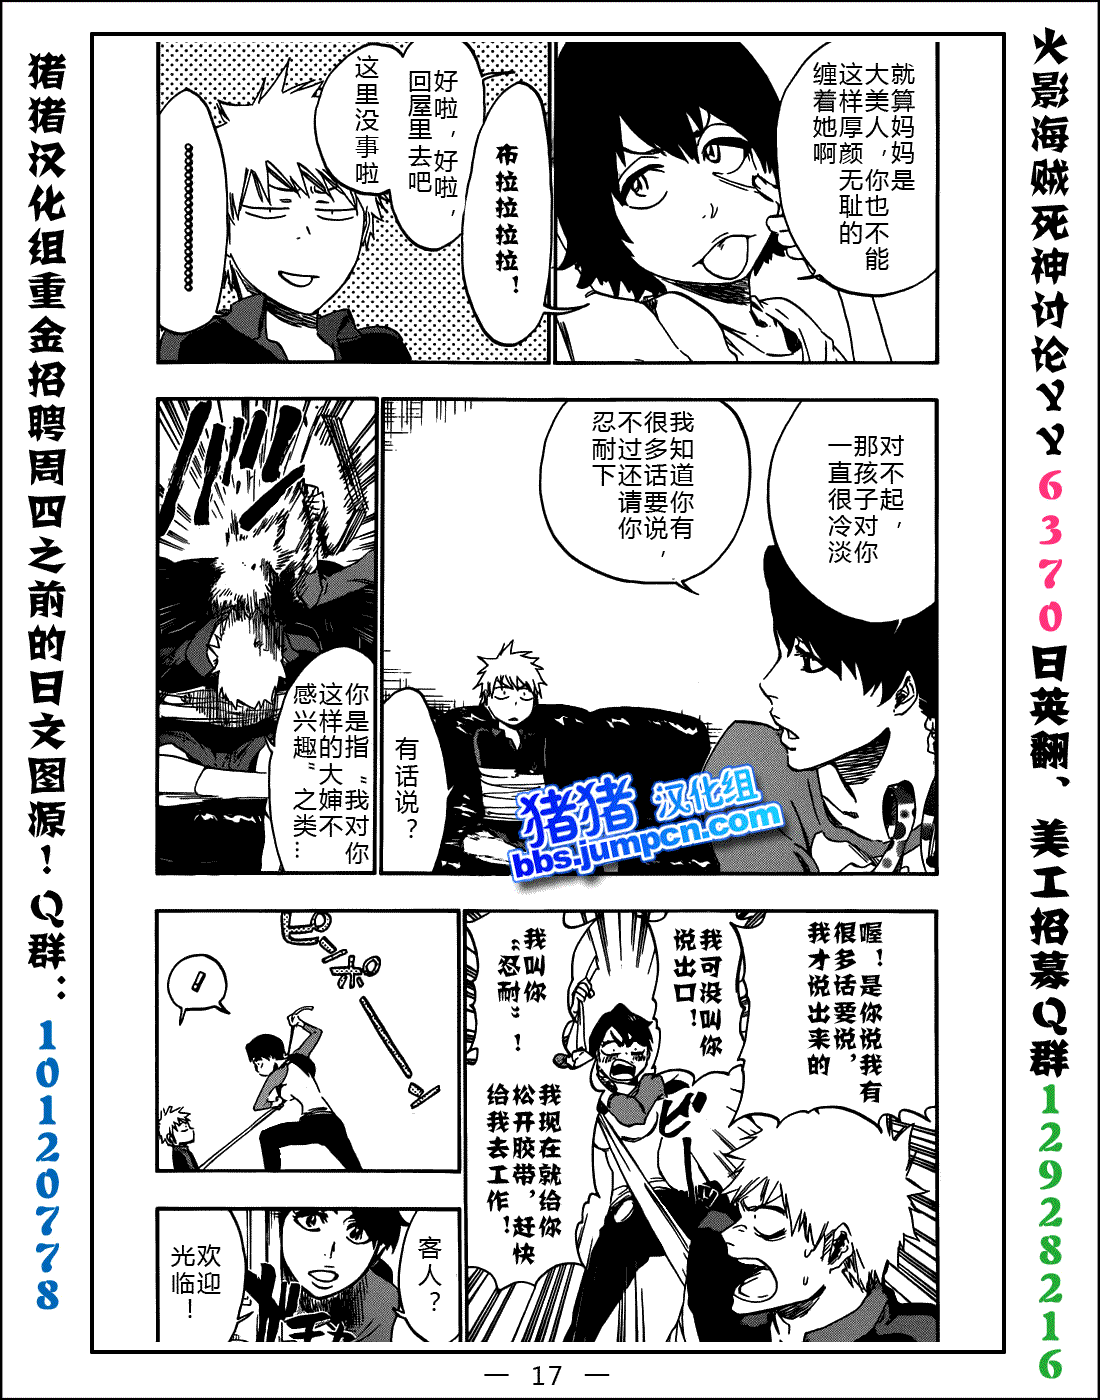 火影海贼死神讨论YY6370日英翻、美工招募Q群12928216
就算妈妈是
大美人，你也不能
这样厚颜无耻的
缠着她啊
布拉拉拉拉！
好啦，好啦，
回屋里去吧
这里没事啦
对不起，
那孩子对你
一直很冷淡
我知道你有
很多话要说，
不过还请你
忍耐下
有话说？
你是指“我对你
这样的大婶不
感兴趣”之类…
喔！是你说我有
很多话要说，
我才说出来的
我可没叫你
说出口！
我叫你
“忍耐”！
我现在就给你
松开胶带，赶快
给我去工作！
ビ
ピンポーン
！
客人？
欢迎
光临！
猪猪汉化组
bbs.jumpcn.com
猪猪汉化组重金招聘周四之前的日文图源！Q群：10120778
— 17 —